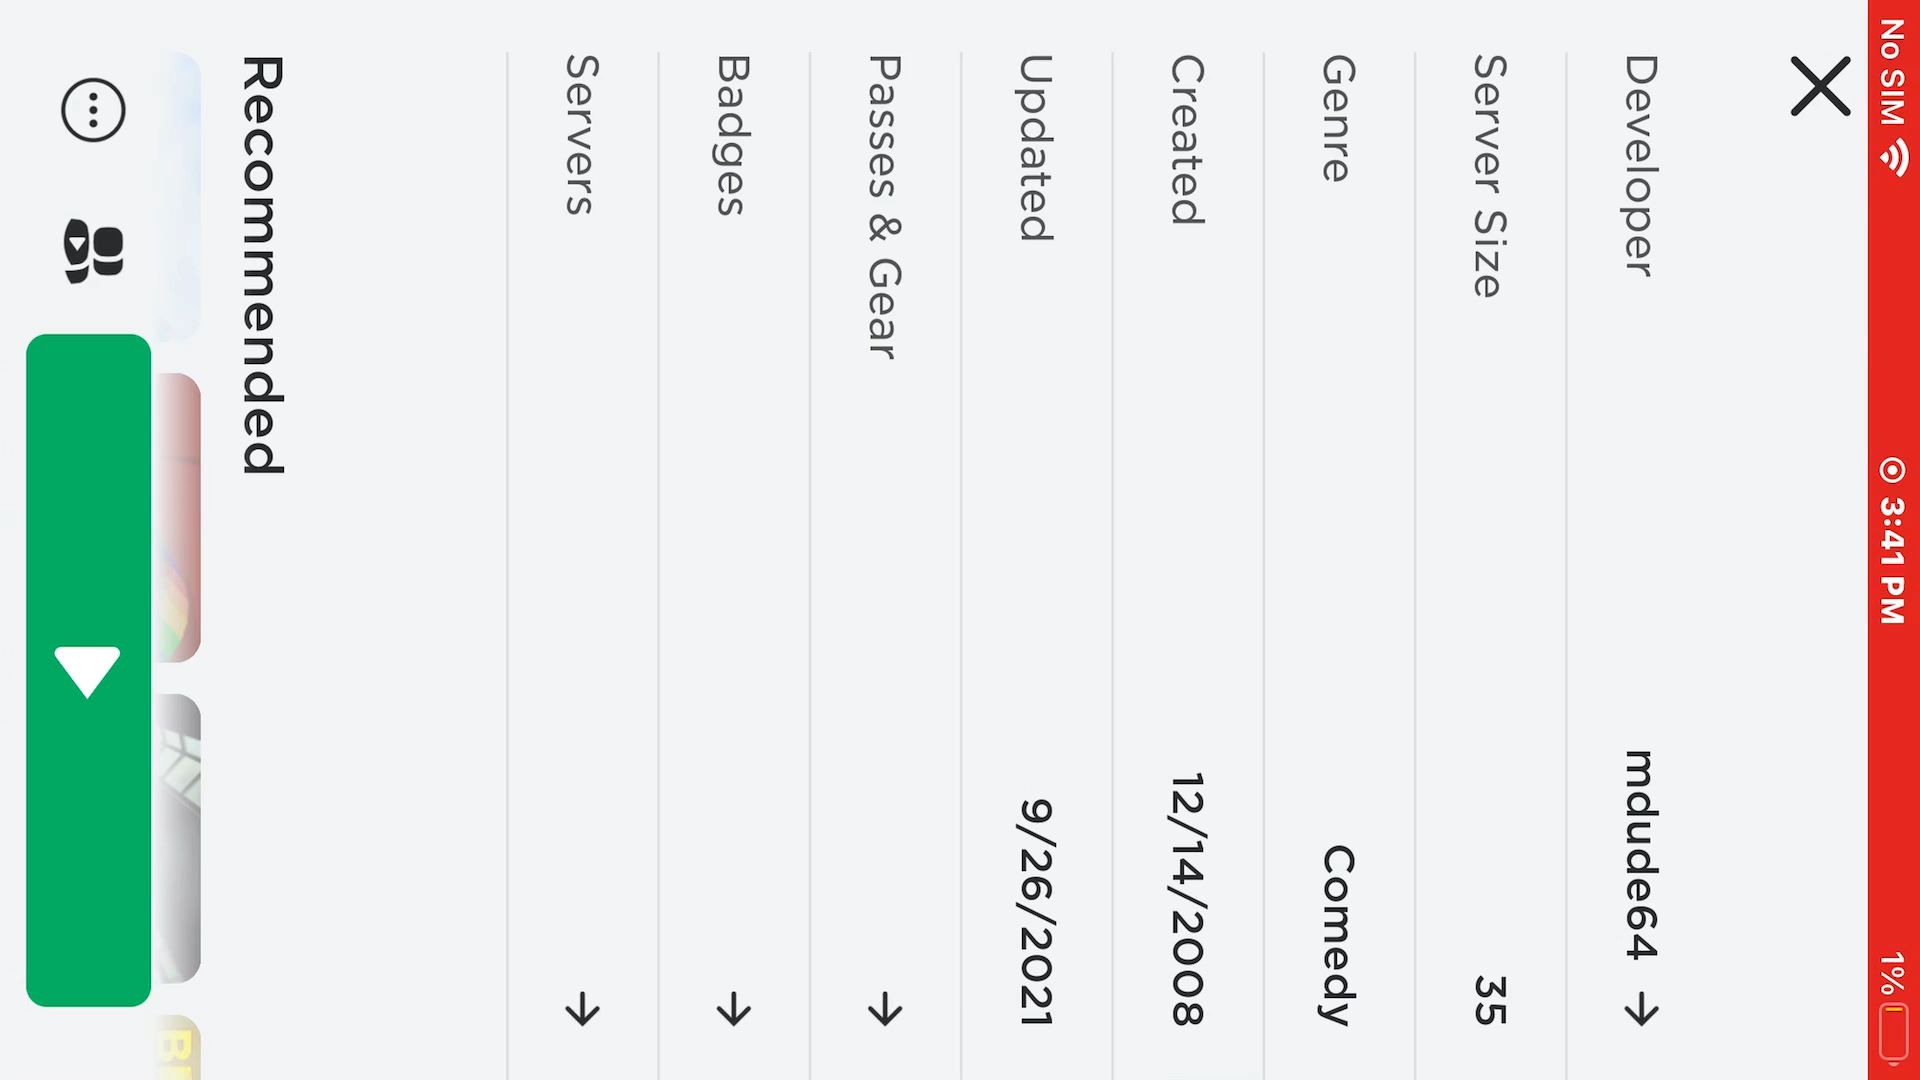 No SIM 3:41 PM 1%
Developer mdude64
Server Size 35
Genre Comedy
Created 12/14/2008
Updated 9/26/2021
Passes & Gear
Badges
Servers
Recommended